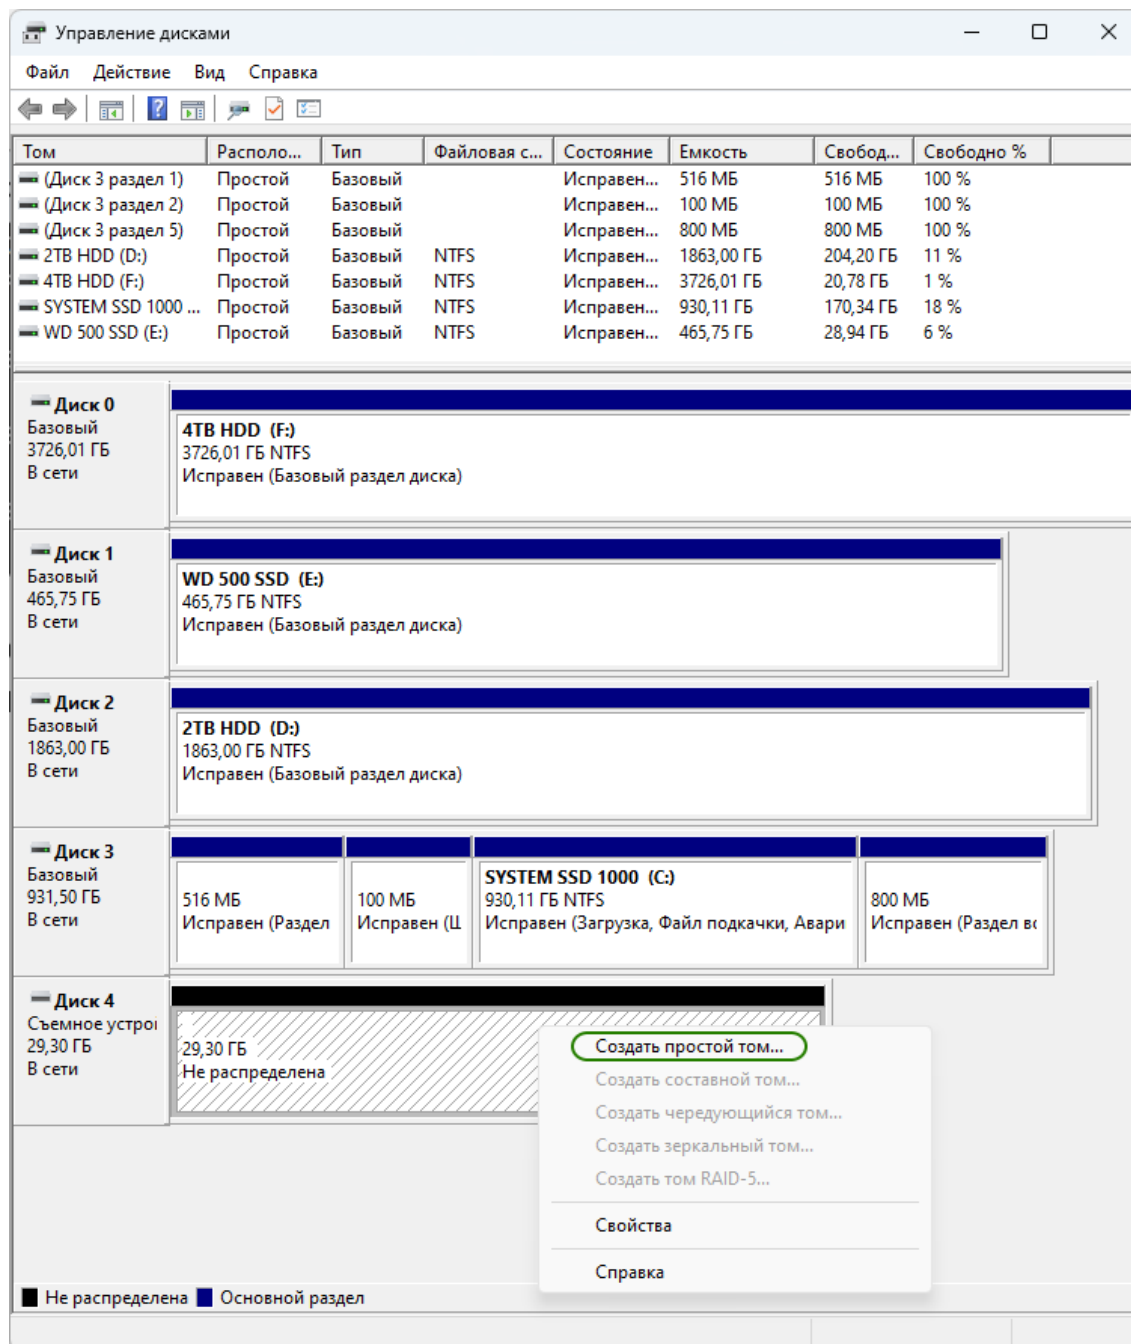 Управление дисками
Файл Действие Вид Справка
Том Располо... Тип Файловая с... Состояние Емкость Свобод... Свободно %
(Диск 3 раздел 1) Простой Базовый Исправен... 516 МБ 516 МБ 100 %
(Диск 3 раздел 2) Простой Базовый Исправен... 100 МБ 100 МБ 100 %
(Диск 3 раздел 5) Простой Базовый Исправен... 800 МБ 800 МБ 100 %
2TB HDD (D:) Простой Базовый NTFS Исправен... 1863,00 ГБ 204,20 ГБ 11 %
4TB HDD (F:) Простой Базовый NTFS Исправен... 3726,01 ГБ 20,78 ГБ 1 %
SYSTEM SSD 1000 ... Простой Базовый NTFS Исправен... 930,11 ГБ 170,34 ГБ 18 %
WD 500 SSD (E:) Простой Базовый NTFS Исправен... 465,75 ГБ 28,94 ГБ 6 %
Диск 0
Базовый
3726,01 ГБ
В сети
4TB HDD (F:)
3726,01 ГБ NTFS
Исправен (Базовый раздел диска)
Диск 1
Базовый
465,75 ГБ
В сети
WD 500 SSD (E:)
465,75 ГБ NTFS
Исправен (Базовый раздел диска)
Диск 2
Базовый
1863,00 ГБ
В сети
2TB HDD (D:)
1863,00 ГБ NTFS
Исправен (Базовый раздел диска)
Диск 3
Базовый
931,50 ГБ
В сети
516 МБ
Исправен (Раздел
100 МБ
Исправен (Ш
SYSTEM SSD 1000 (C:)
930,11 ГБ NTFS
Исправен (Загрузка, Файл подкачки, Авари
800 МБ
Исправен (Раздел вс
Диск 4
Съемное устрої
29,30 ГБ
В сети
29,30 ГБ
Не распределена
Создать простой том...
Создать составной том...
Создать чередующийся том...
Создать зеркальный том...
Создать том RAID-5...
Свойства
Справка
Не распределена Основной раздел